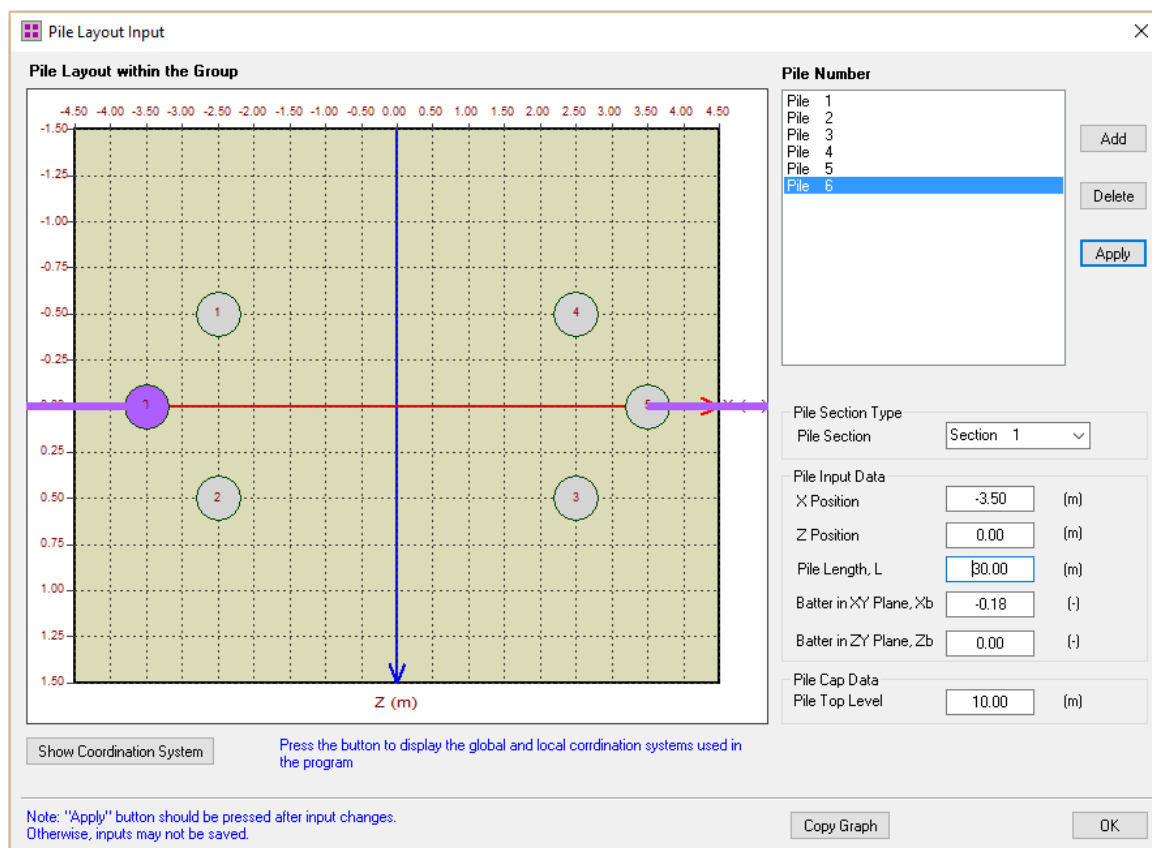 Pile Layout Input
Pile Layout within the Group
-4.50 -4.00 -3.50 -3.00 -2.50 -2.00 -1.50 -1.00 -0.50 0.00 0.50 1.00 1.50 2.00 2.50 3.00 3.50 4.00 4.50
-1.50
-1.25
-1.00
-0.75
-0.50
-0.25
0.25
0.50
0.75
1.00
1.25
1.50
1
4
5
2
3
Z (m)
Show Coordination System
Press the button to display the global and local corrdination systems used in
the program
Pile Number
Pile 1
Pile 2
Pile 3
Pile 4
Pile 5
Pile 6
Add
Delete
Apply
Pile Section Type
Pile Section Section 1
Pile Input Data
X Position -3.50 (m)
Z Position 0.00 (m)
Pile Length, L 30.00 (m)
Batter in XY Plane, Xb -0.18 (-)
Batter in ZY Plane, Zb 0.00 (-)
Pile Cap Data
Pile Top Level 10.00 (m)
Note: "Apply" button should be pressed after input changes.
Otherwise, inputs may not be saved.
Copy Graph
OK